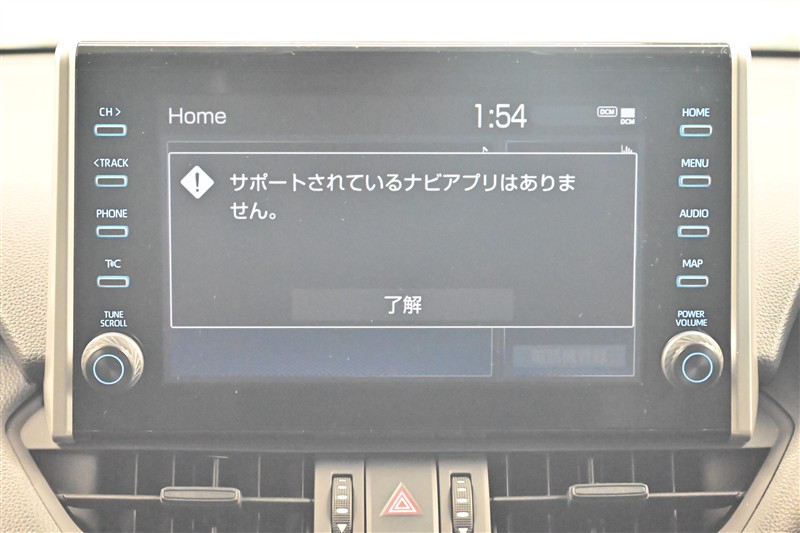 CH >
<TRACK
PHONE
T&C
TUNE
SCROLL
Home
1:54
DCM
DCM
サポートされているナビアプリはありま
せん。
了解
HOME
MENU
AUDIO
MAP
POWER
VOLUME